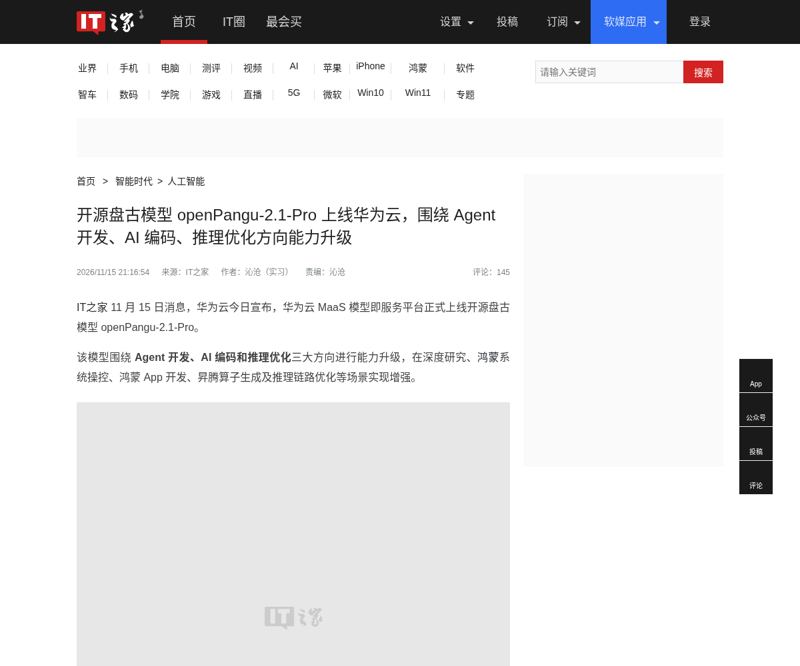 IT之家 首页 IT圈 最会买 设置 投稿 订阅 软媒应用 登录
业界 手机 电脑 测评 视频 AI 苹果 iPhone 鸿蒙 软件
请输入关键词 搜索
智车 数码 学院 游戏 直播 5G 微软 Win10 Win11 专题
首页 > 智能时代 > 人工智能
开源盘古模型 openPangu-2.1-Pro 上线华为云，围绕 Agent
开发、AI 编码、推理优化方向能力升级
2026/11/15 21:16:54 来源：IT之家 作者：沁沧（实习） 责编：沁沧 评论：145
IT之家 11 月 15 日消息，华为云今日宣布，华为云 MaaS 模型即服务平台正式上线开源盘古
模型 openPangu-2.1-Pro。
该模型围绕 Agent 开发、AI 编码和推理优化三大方向进行能力升级，在深度研究、鸿蒙系
统操控、鸿蒙 App 开发、昇腾算子生成及推理链路优化等场景实现增强。
App
公众号
投稿
评论
IT之家